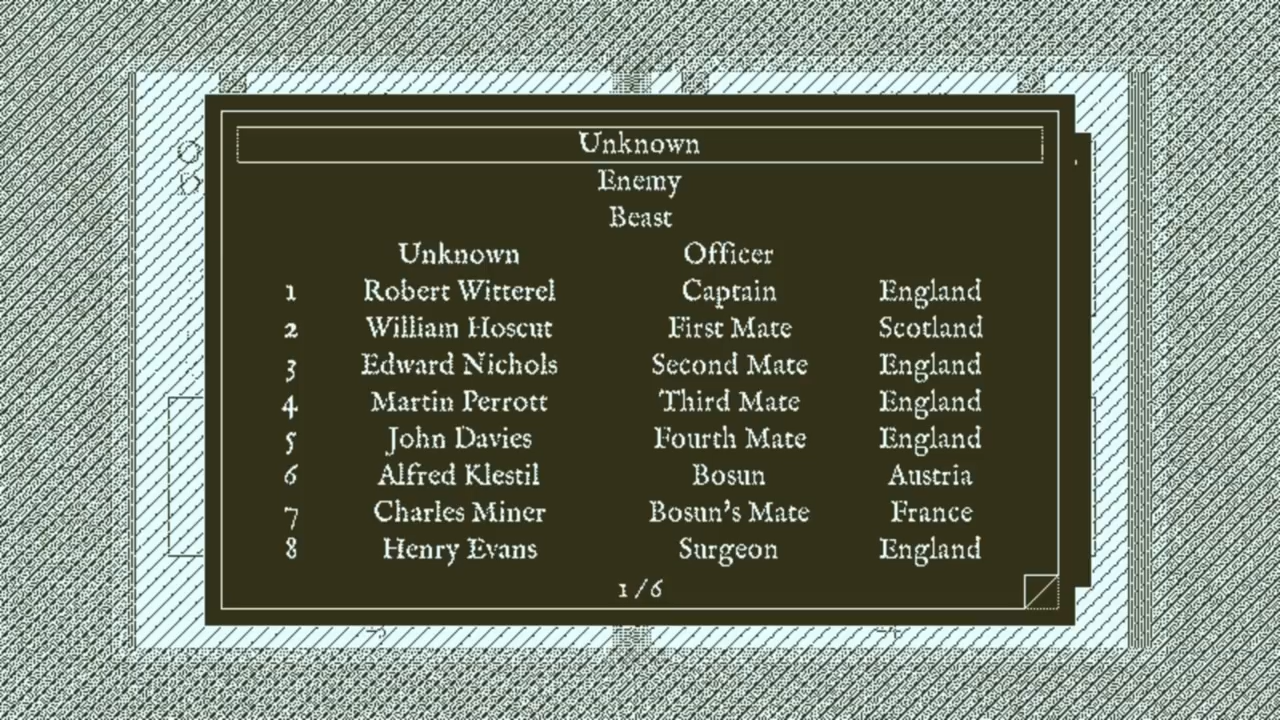 Unknown
Enemy
Beast
Unknown Officer
1 Robert Witterel Captain England
2 William Hoscut First Mate Scotland
3 Edward Nichols Second Mate England
4 Martin Perrott Third Mate England
5 John Davies Fourth Mate England
6 Alfred Klestil Bosun Austria
7 Charles Miner Bosun's Mate France
8 Henry Evans Surgeon England
1/6